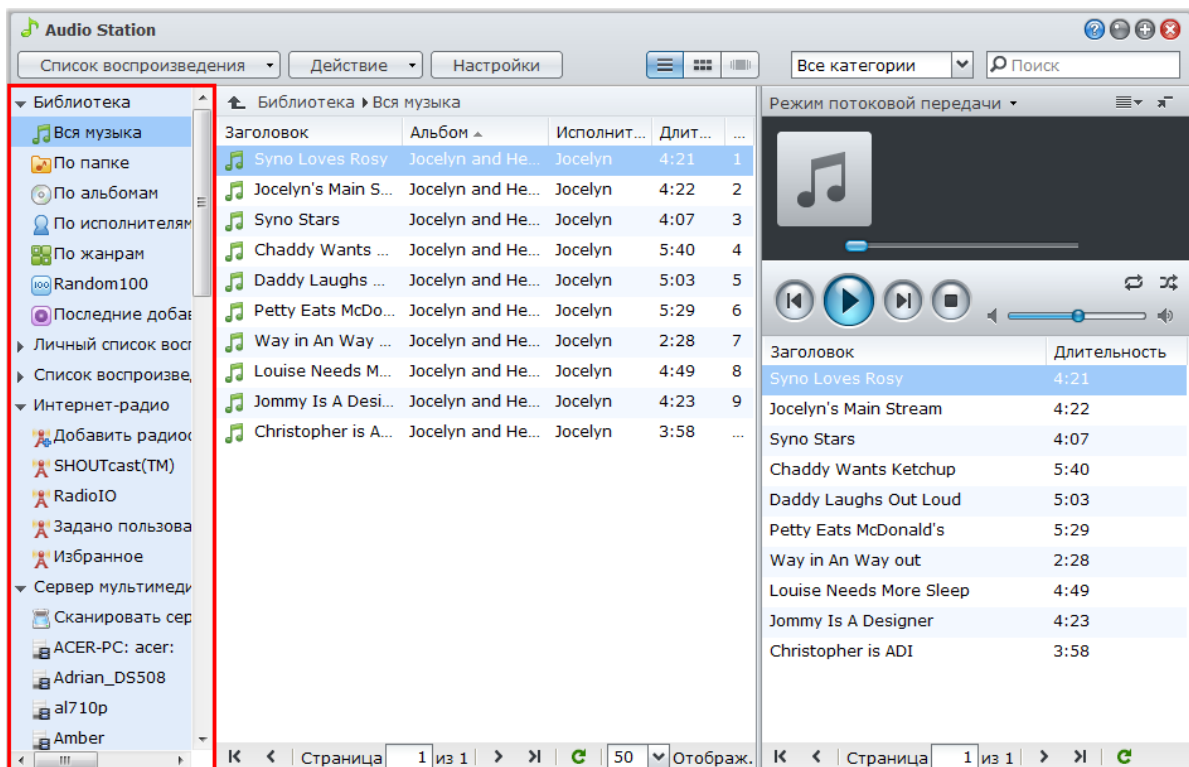 Audio Station
Список воспроизведения Действие Настройки Все категории Поиск
Библиотека
Вся музыка
По папке
По альбомам
По исполнителям
По жанрам
100 Random100
Последние добав
Личный список восп
Список воспроизве
Интернет-радио
Добавить радиос
SHOUTcast(TM)
RadioIO
Задано пользова
Избранное
Сервер мультимеди
Сканировать сер
ACER-PC: acer:
Adrian_DS508
al710p
Amber
Библиотека Вся музыка
Заголовок Альбом Исполнит... Длит... ...
Syno Loves Rosy Jocelyn and He... Jocelyn 4:21 1
Jocelyn's Main S... Jocelyn and He... Jocelyn 4:22 2
Syno Stars Jocelyn and He... Jocelyn 4:07 3
Chaddy Wants ... Jocelyn and He... Jocelyn 5:40 4
Daddy Laughs ... Jocelyn and He... Jocelyn 5:03 5
Petty Eats McDo... Jocelyn and He... Jocelyn 5:29 6
Way in An Way ... Jocelyn and He... Jocelyn 2:28 7
Louise Needs M... Jocelyn and He... Jocelyn 4:49 8
Jommy Is A Desi... Jocelyn and He... Jocelyn 4:23 9
Christopher is A... Jocelyn and He... Jocelyn 3:58 ...
Страница 1 из 1 50 Отображ.
Режим потоковой передачи
Заголовок Длительность
Syno Loves Rosy 4:21
Jocelyn's Main Stream 4:22
Syno Stars 4:07
Chaddy Wants Ketchup 5:40
Daddy Laughs Out Loud 5:03
Petty Eats McDonald's 5:29
Way in An Way out 2:28
Louise Needs More Sleep 4:49
Jommy Is A Designer 4:23
Christopher is ADI 3:58
Страница 1 из 1